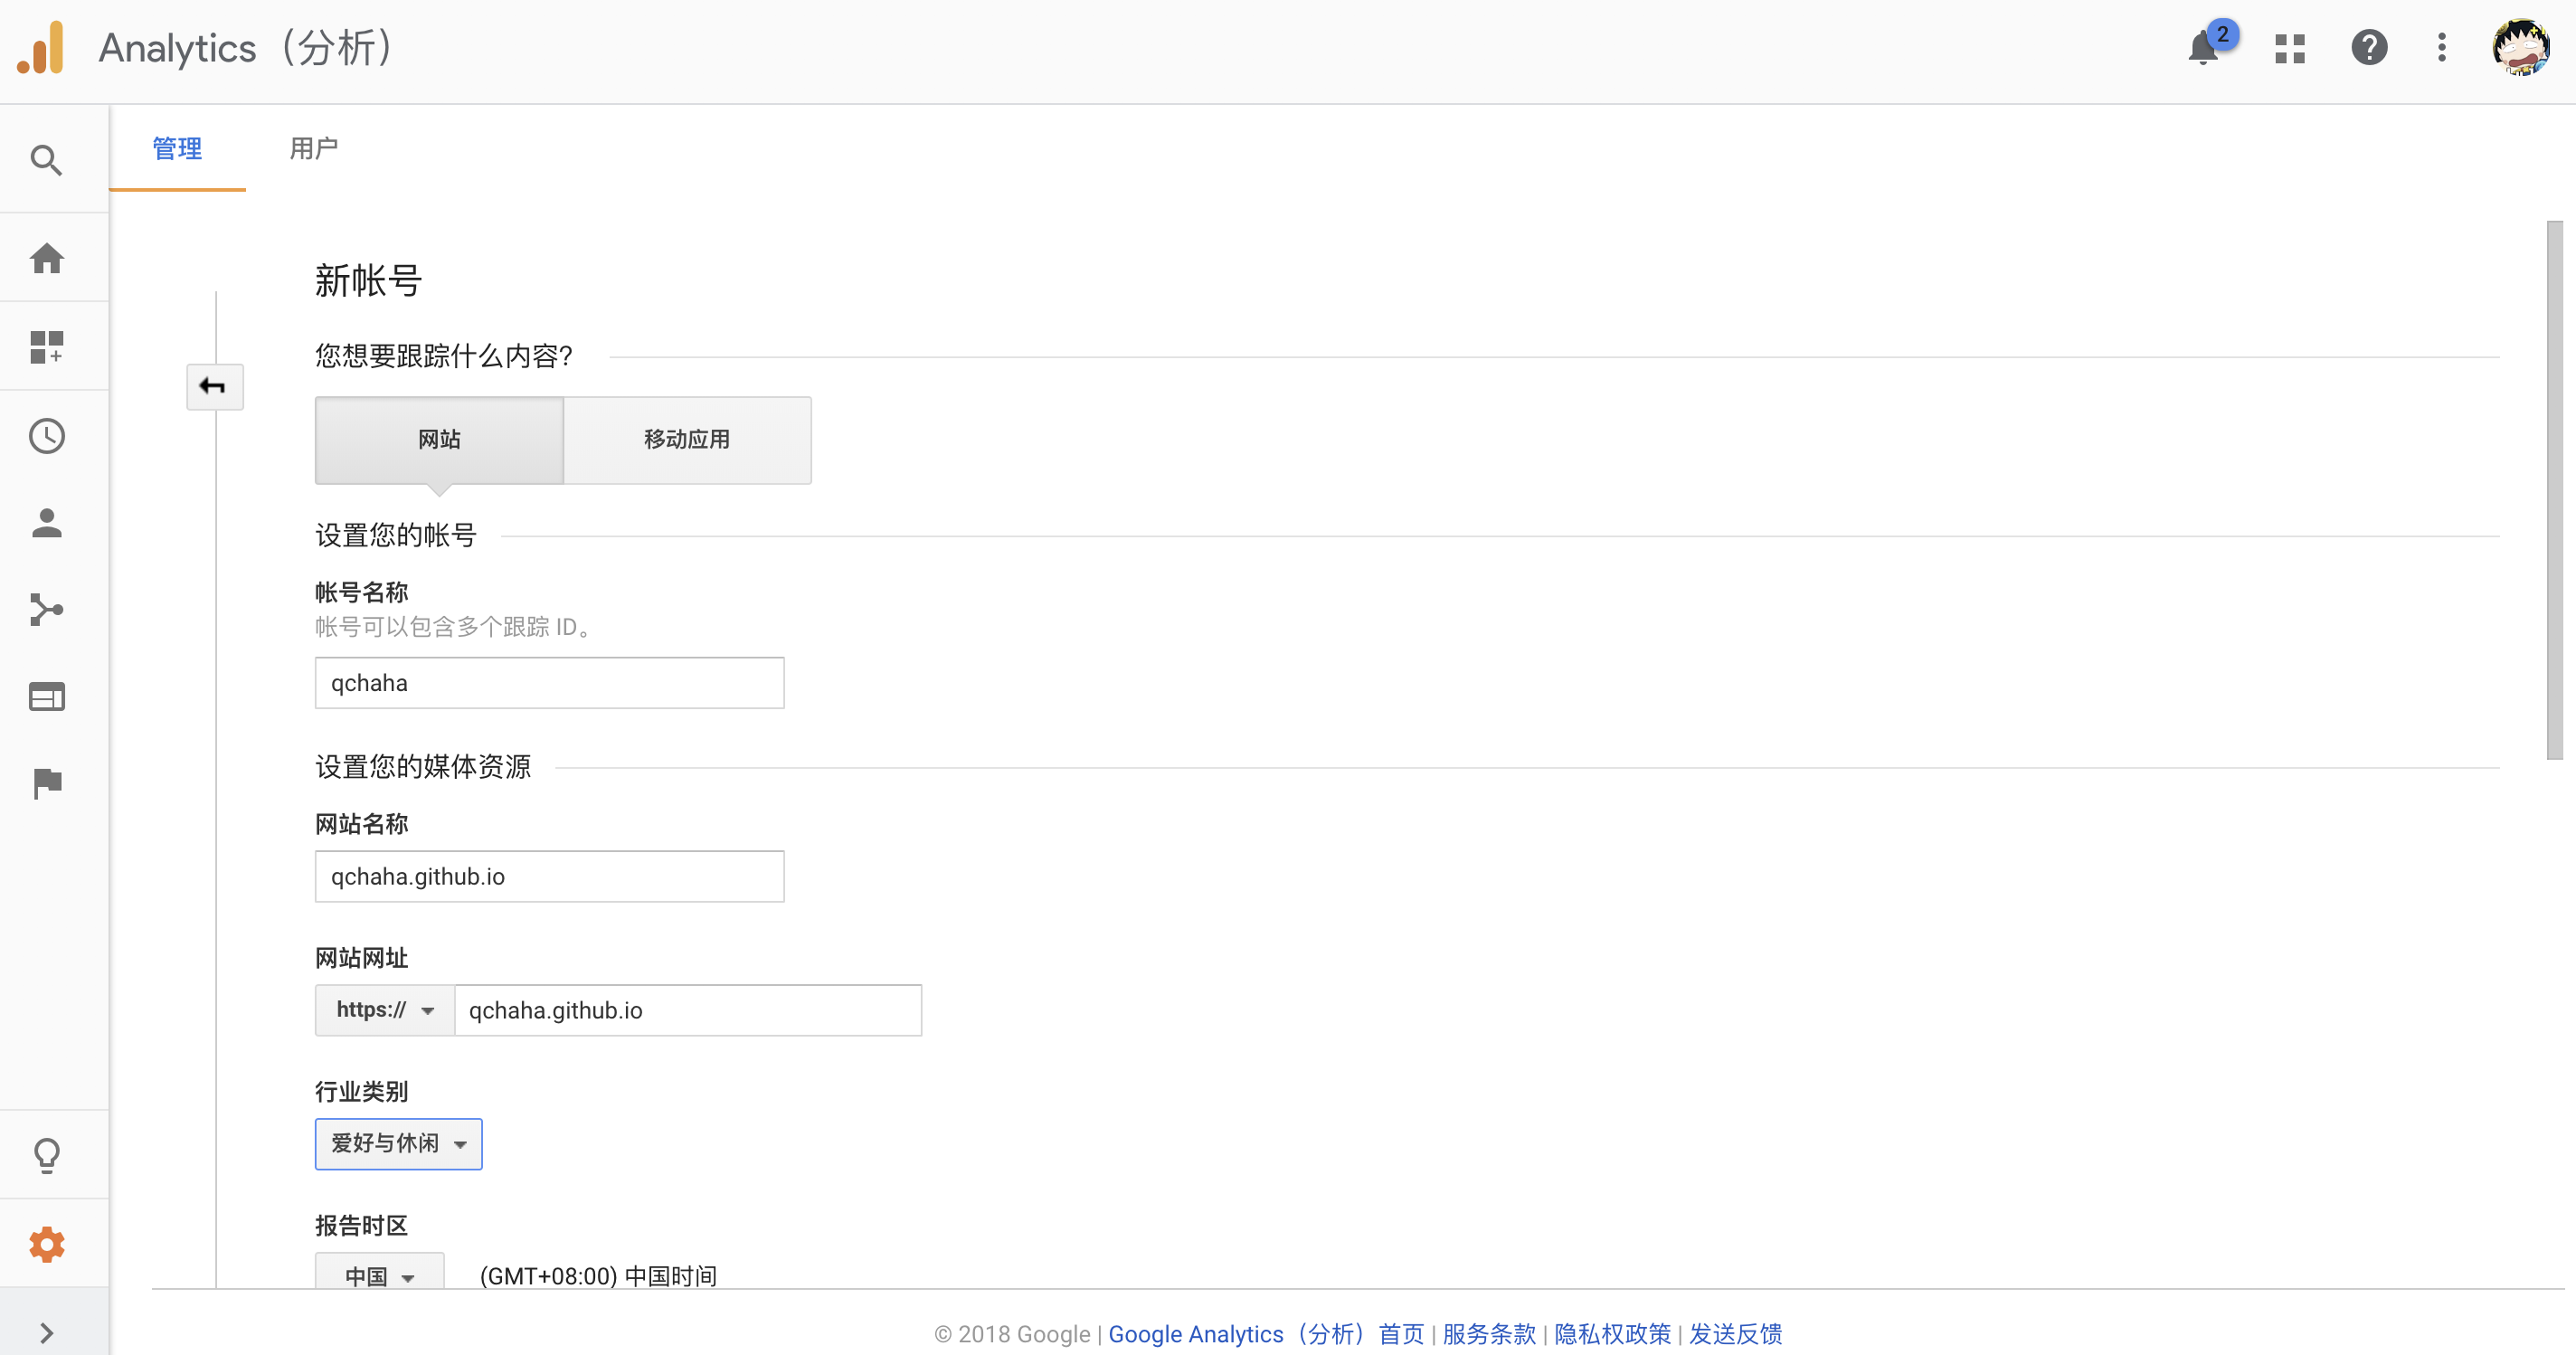 Analytics（分析）
2
管理 用户
新帐号
您想要跟踪什么内容?
网站 移动应用
设置您的帐号
帐号名称
帐号可以包含多个跟踪 ID。
qchaha
设置您的媒体资源
网站名称
qchaha.github.io
网站网址
https:// qchaha.github.io
行业类别
爱好与休闲
报告时区
中国 (GMT+08:00) 中国时间
© 2018 Google | Google Analytics（分析）首页 | 服务条款 | 隐私权政策 | 发送反馈